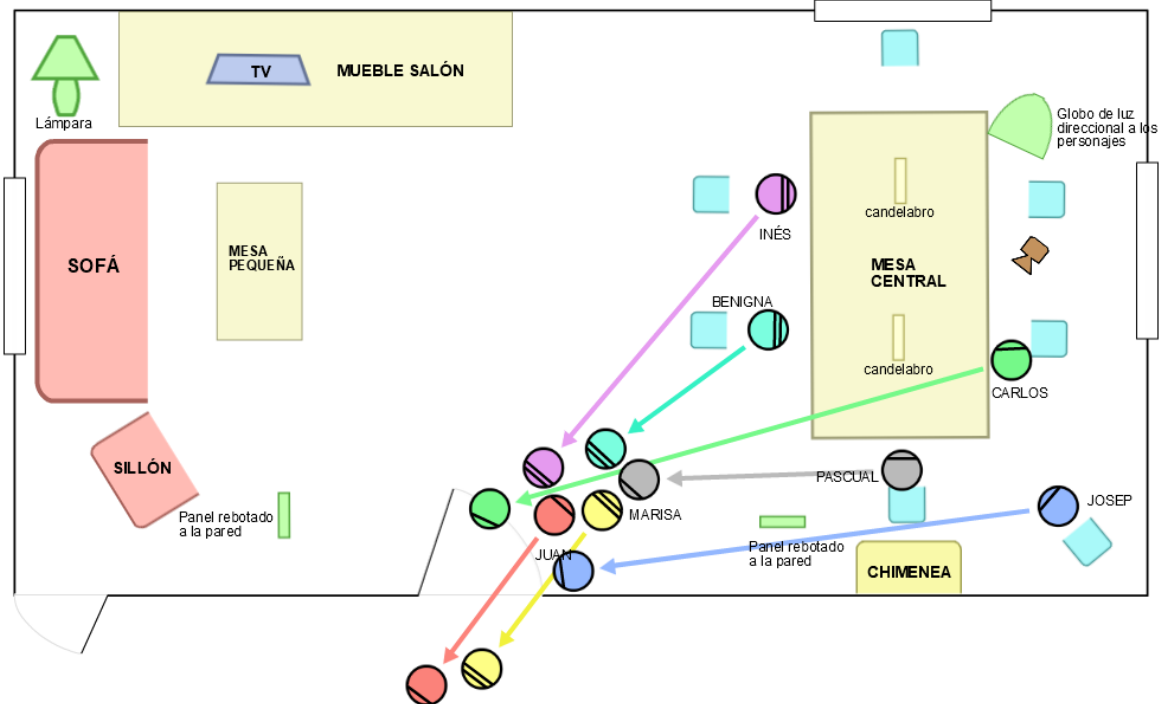 TV
MUEBLE SALÓN
Lámpara
Globo de luz
direccional a los
personajes
candelabro
INÉS
SOFÁ
MESA
PEQUEÑA
MESA
CENTRAL
BENIGNA
candelabro
CARLOS
SILLÓN
PASCUAL
JOSEP
Panel rebotado
a la pared
MARISA
JUAN
Panel rebotado
a la pared
CHIMENEA